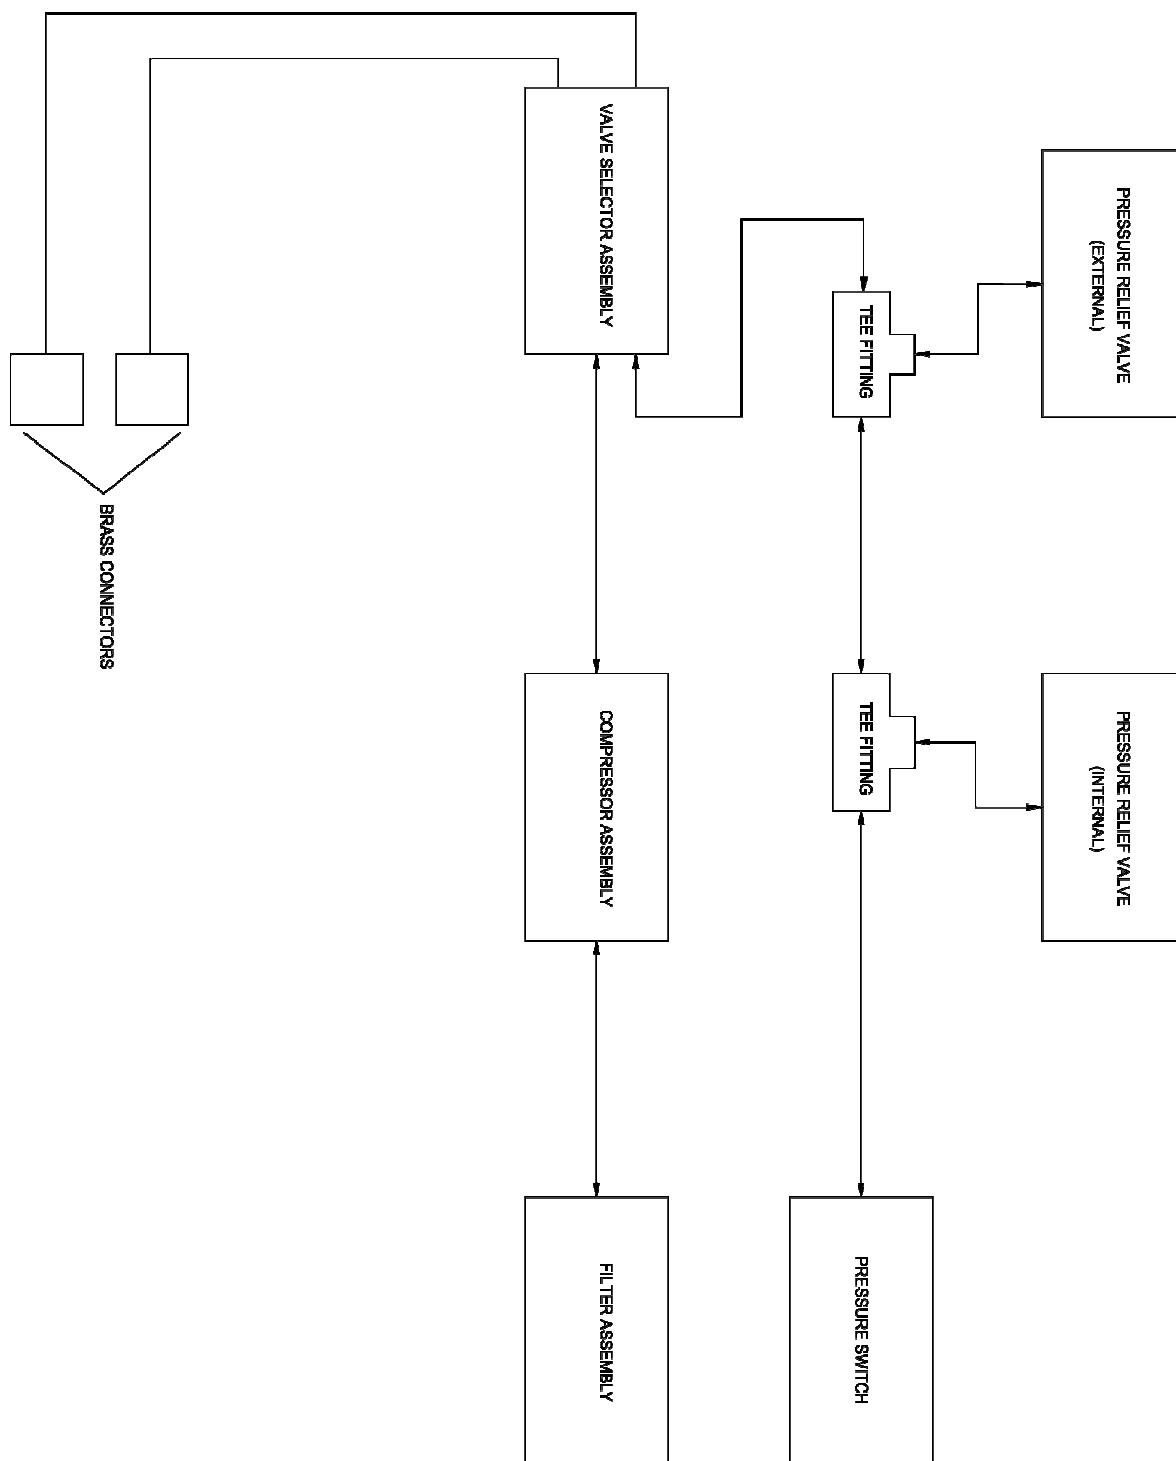 PRESSURE RELIEF VALVE
(EXTERNAL)
PRESSURE RELIEF VALVE
(INTERNAL)
TEE FITTING
TEE FITTING
PRESSURE SWITCH
VALVE SELECTOR ASSEMBLY
COMPRESSOR ASSEMBLY
FILTER ASSEMBLY
BRASS CONNECTORS